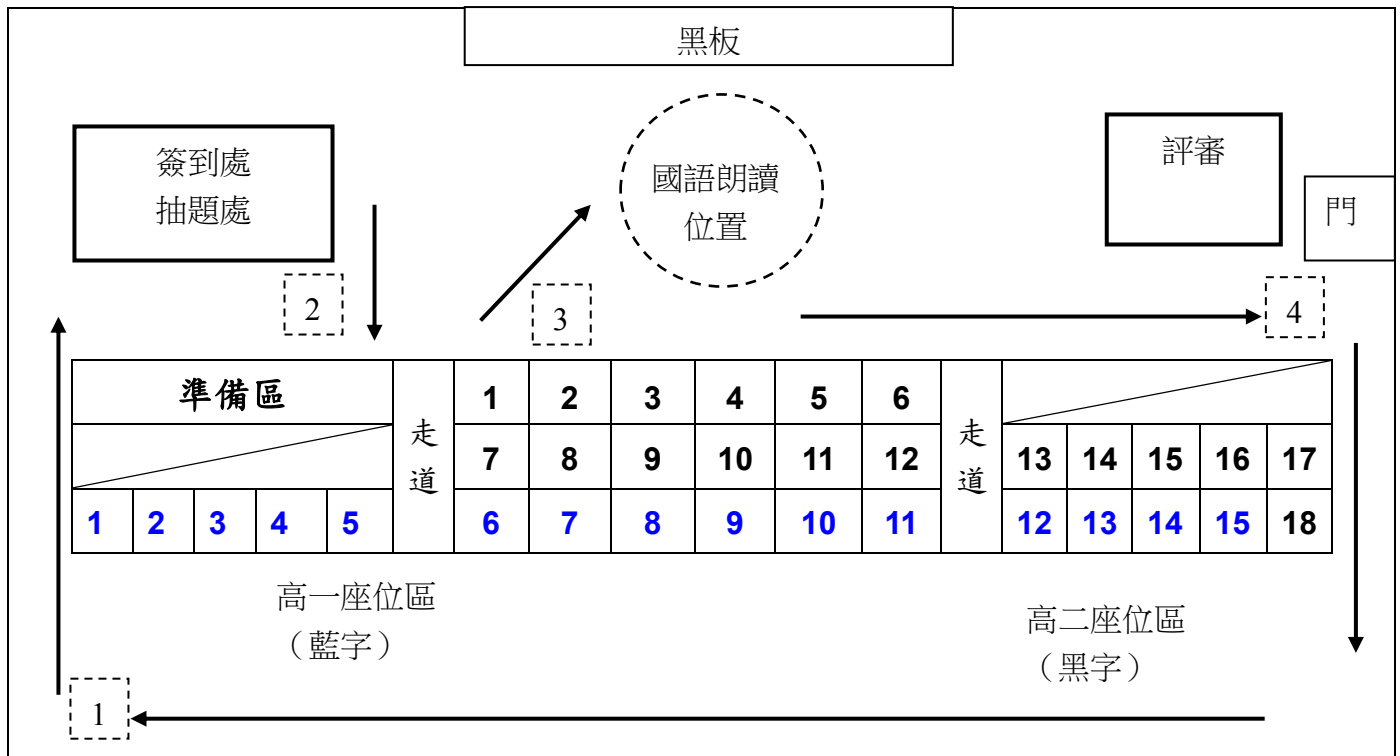 黑板
簽到處
抽題處
國語朗讀
位置
評審
門
2
3
4
準備區
走道
1 2 3 4 5 6
走道
7 8 9 10 11 12
13 14 15 16 17
1 2 3 4 5
6 7 8 9 10 11
12 13 14 15 18
高一座位區
（藍字）
高二座位區
（黑字）
1